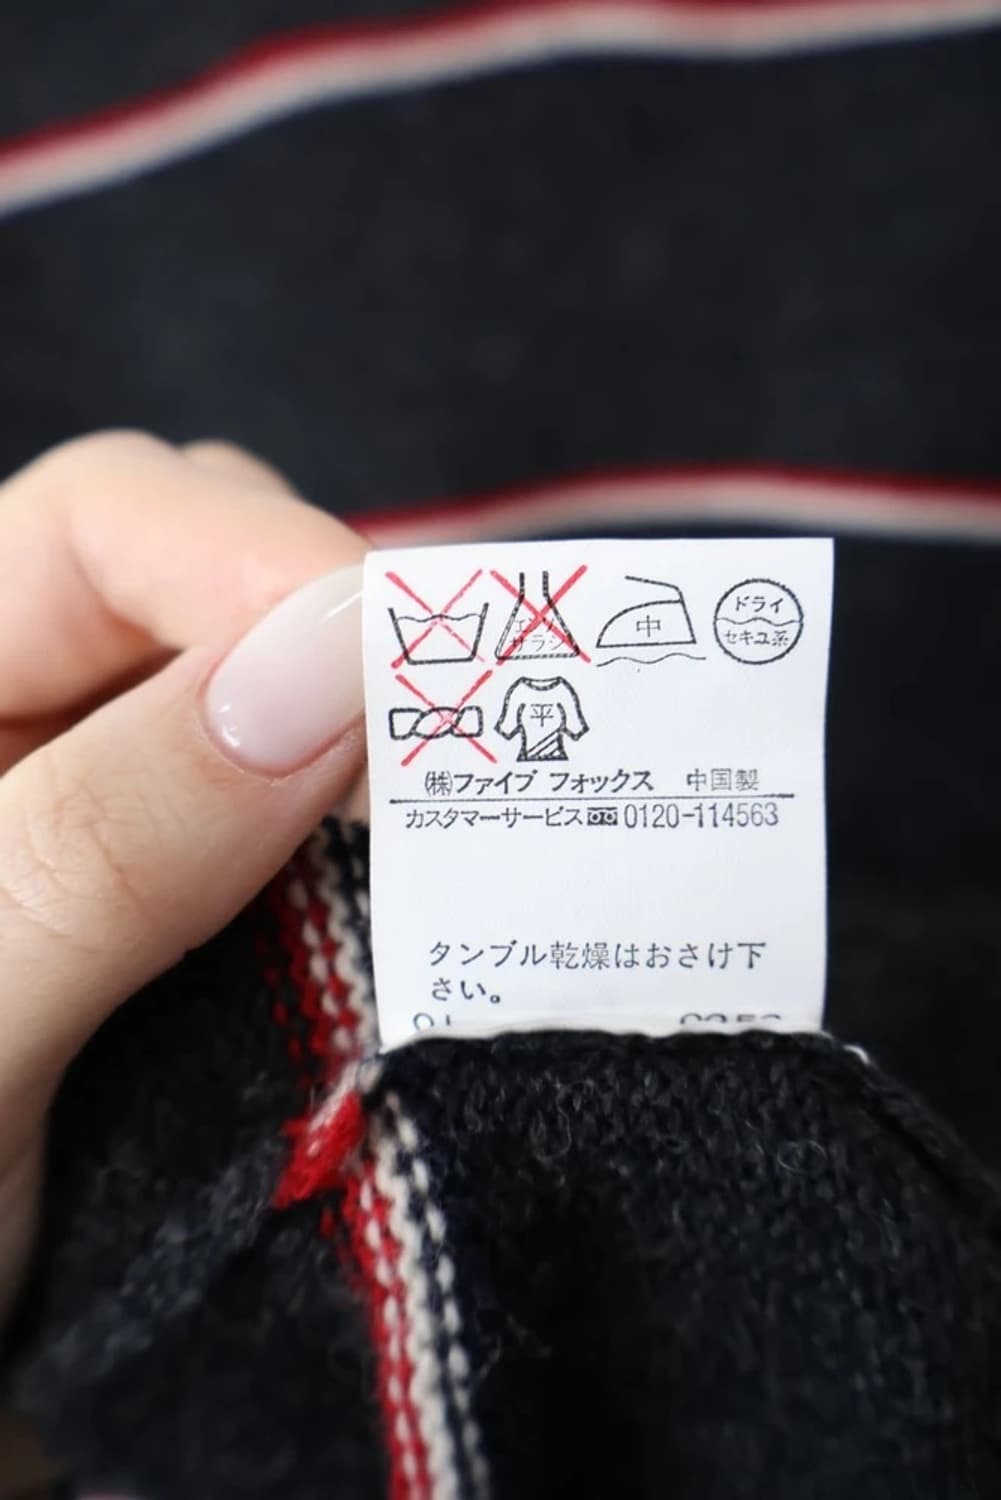 エンソ
サラシ
中
ドライ
セキユ系
平
㈱ファイブ フォックス 中国製
カスタマーサービス 0120-114563
タンブル乾燥はおさけ下
さい。